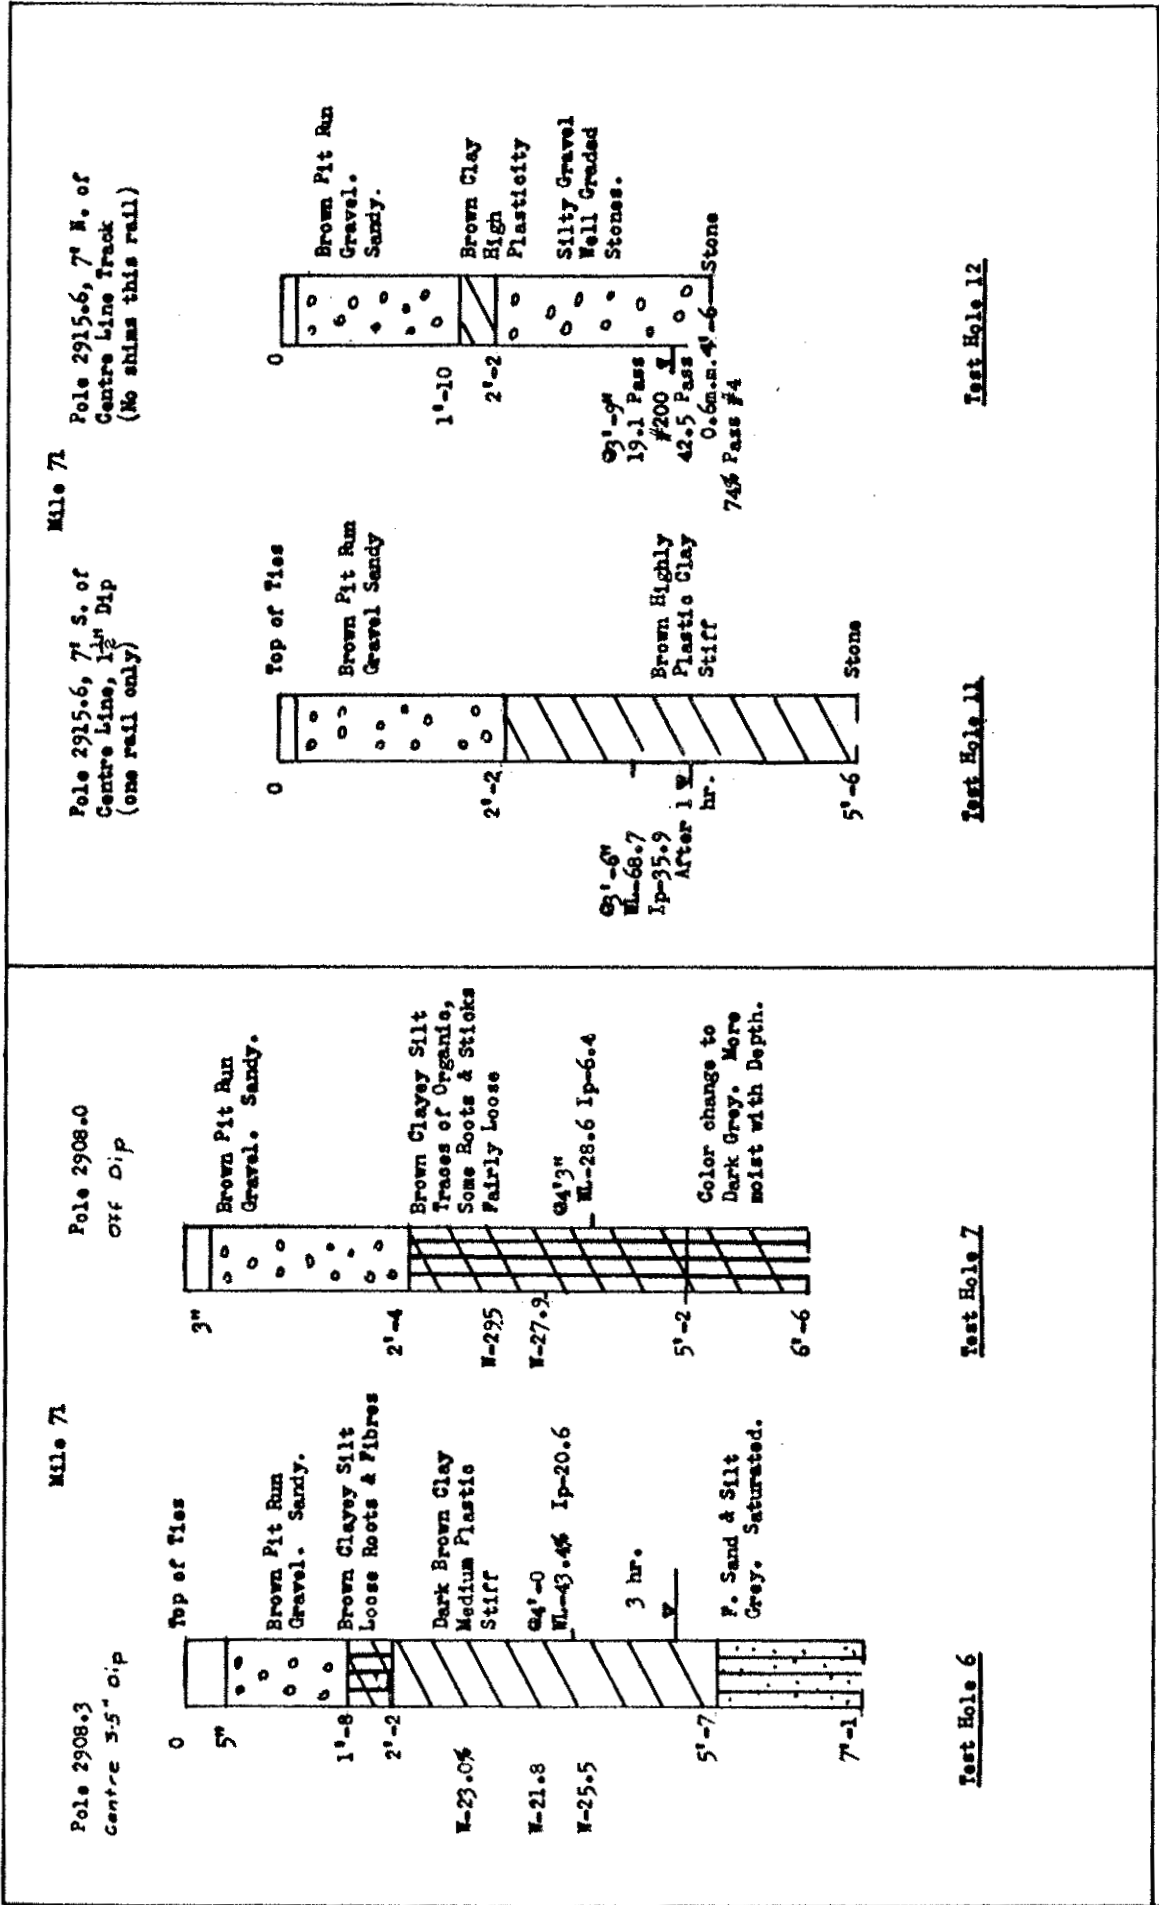 Mile 71
Pole 2908.3
Centre 3.5" Dip
0
Top of Ties
5"
Brown Pit Run
Gravel. Sandy.
1'-8
Brown Clayey Silt
Loose Roots & Fibres
2'-2
Dark Brown Clay
Medium Plastic
Stiff
W-23.0%
W-21.8
@4'-0
WL-43.4% Ip-20.6
W-25.5
3 hr.
5'-7
F. Sand & Silt
Grey. Saturated.
7'-1
Test Hole 6
Pole 2908.0
Off Dip
3"
Brown Pit Run
Gravel. Sandy.
2'-4
Brown Clayey Silt
Traces of Organic,
Some Roots & Sticks
Fairly Loose
W-295
W-27.9
@4'3"
WL-28.6 Ip-6.4
5'-2
Color change to
Dark Grey. More
moist with Depth.
6'-6
Test Hole 7
Mile 71
Pole 2915.6, 7' S. of
Centre Line, 1½" Dip
(one rail only)
0
Top of Ties
Brown Pit Run
Gravel Sandy
2'-2
@3'-6"
WL-68.7
Ip-35.9
After 1
hr.
Brown Highly
Plastic Clay
Stiff
5'-6
Stone
Test Hole 11
Pole 2915.6, 7' N. of
Centre Line Track
(No shims this rail)
0
Brown Pit Run
Gravel.
Sandy.
1'-10
Brown Clay
High
Plasticity
2'-2
Silty Gravel
Well Graded
Stones.
@3'-9"
19.1 Pass
#200
42.5 Pass
0.6m.m.
4'-6
Stone
74% Pass #4
Test Hole 12